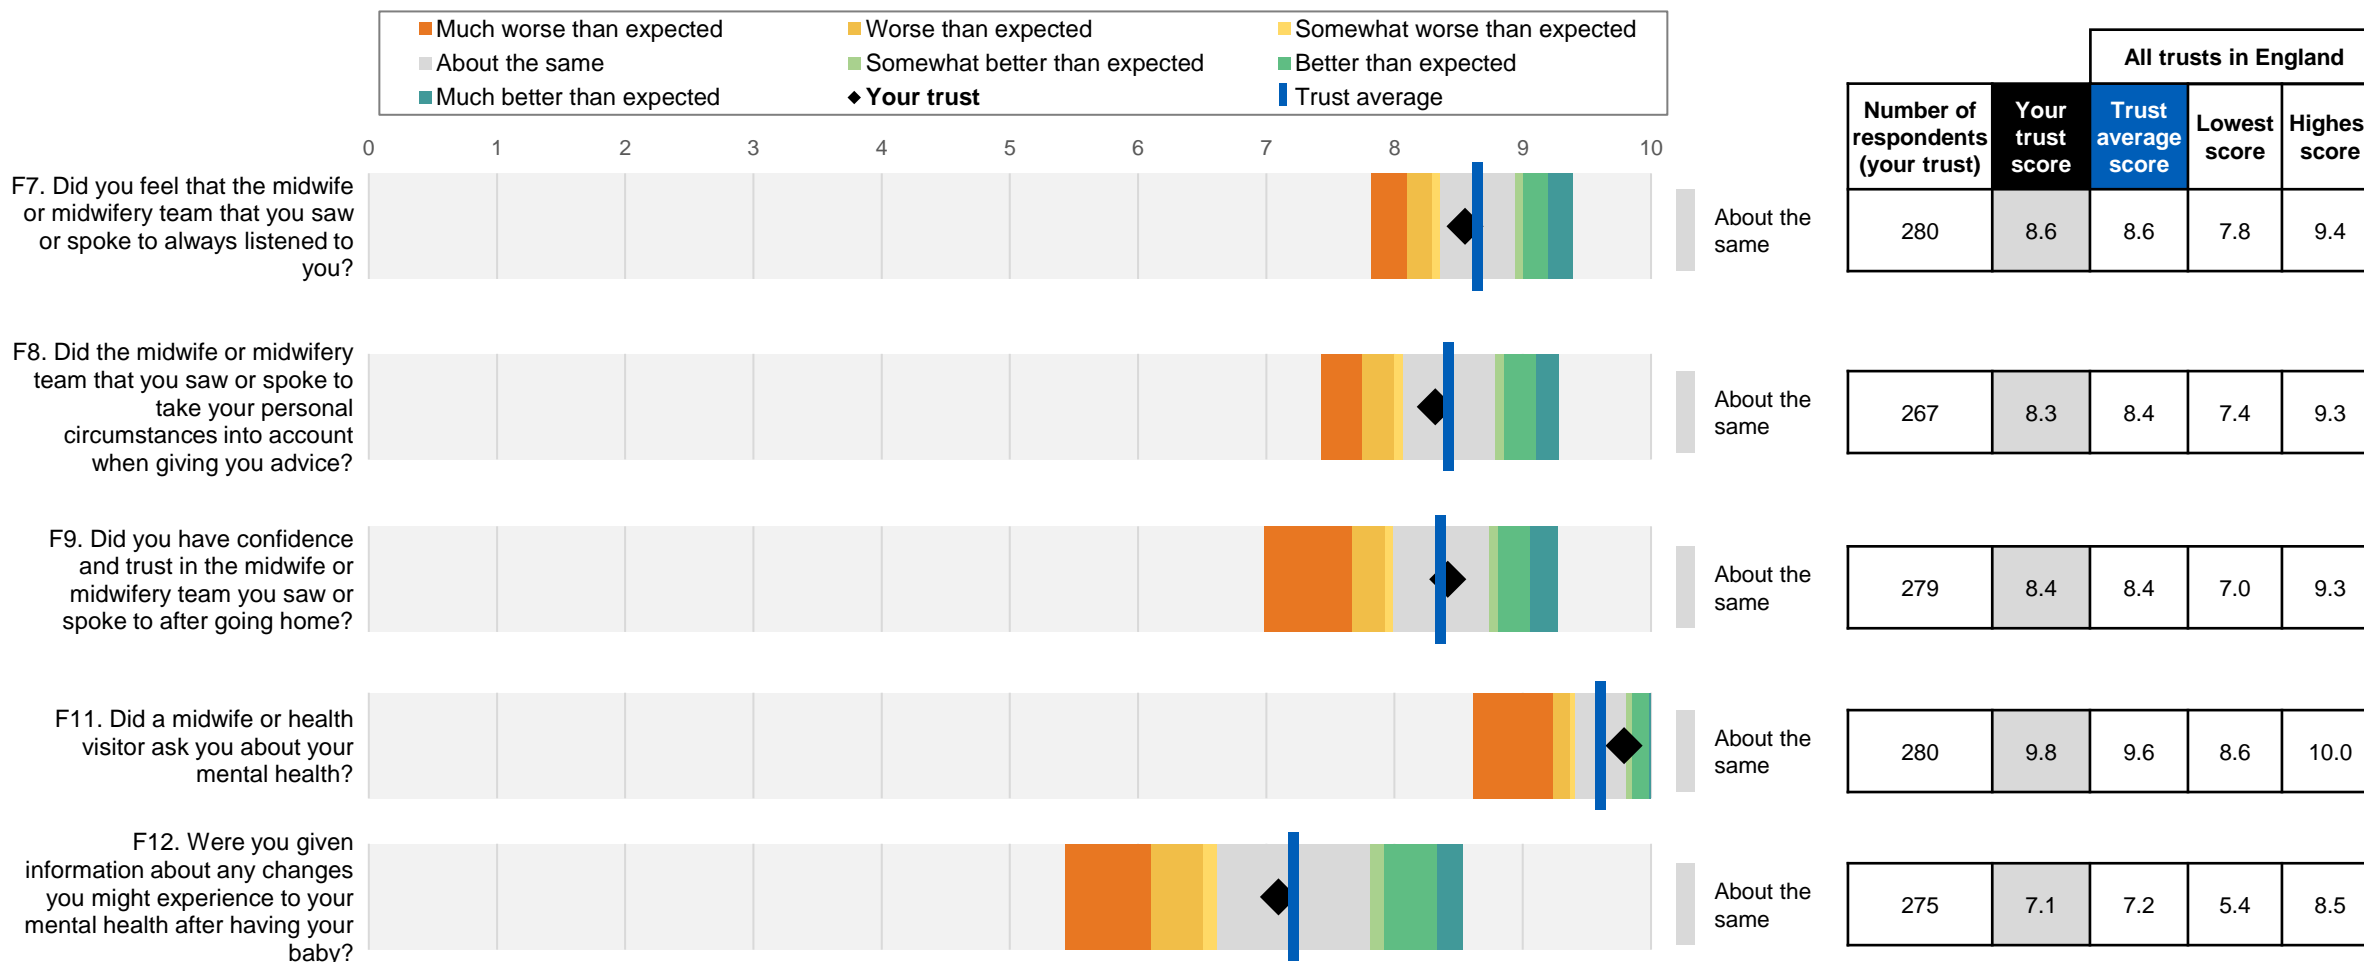 Much worse than expected
Worse than expected
Somewhat worse than expected
About the same
Somewhat better than expected
Better than expected
Much better than expected
Your trust
Trust average
All trusts in England
Number of respondents (your trust)
Your trust score
Trust average score
Lowest score
Highes score
0 1 2 3 4 5 6 7 8 9 10
F7. Did you feel that the midwife
or midwifery team that you saw
or spoke to always listened to
you?
About the
same
280 8.6 8.6 7.8 9.4
F8. Did the midwife or midwifery
team that you saw or spoke to
take your personal
circumstances into account
when giving you advice?
About the
same
267 8.3 8.4 7.4 9.3
F9. Did you have confidence
and trust in the midwife or
midwifery team you saw or
spoke to after going home?
About the
same
279 8.4 8.4 7.0 9.3
F11. Did a midwife or health
visitor ask you about your
mental health?
About the
same
280 9.8 9.6 8.6 10.0
F12. Were you given
information about any changes
you might experience to your
mental health after having your
baby?
About the
same
275 7.1 7.2 5.4 8.5